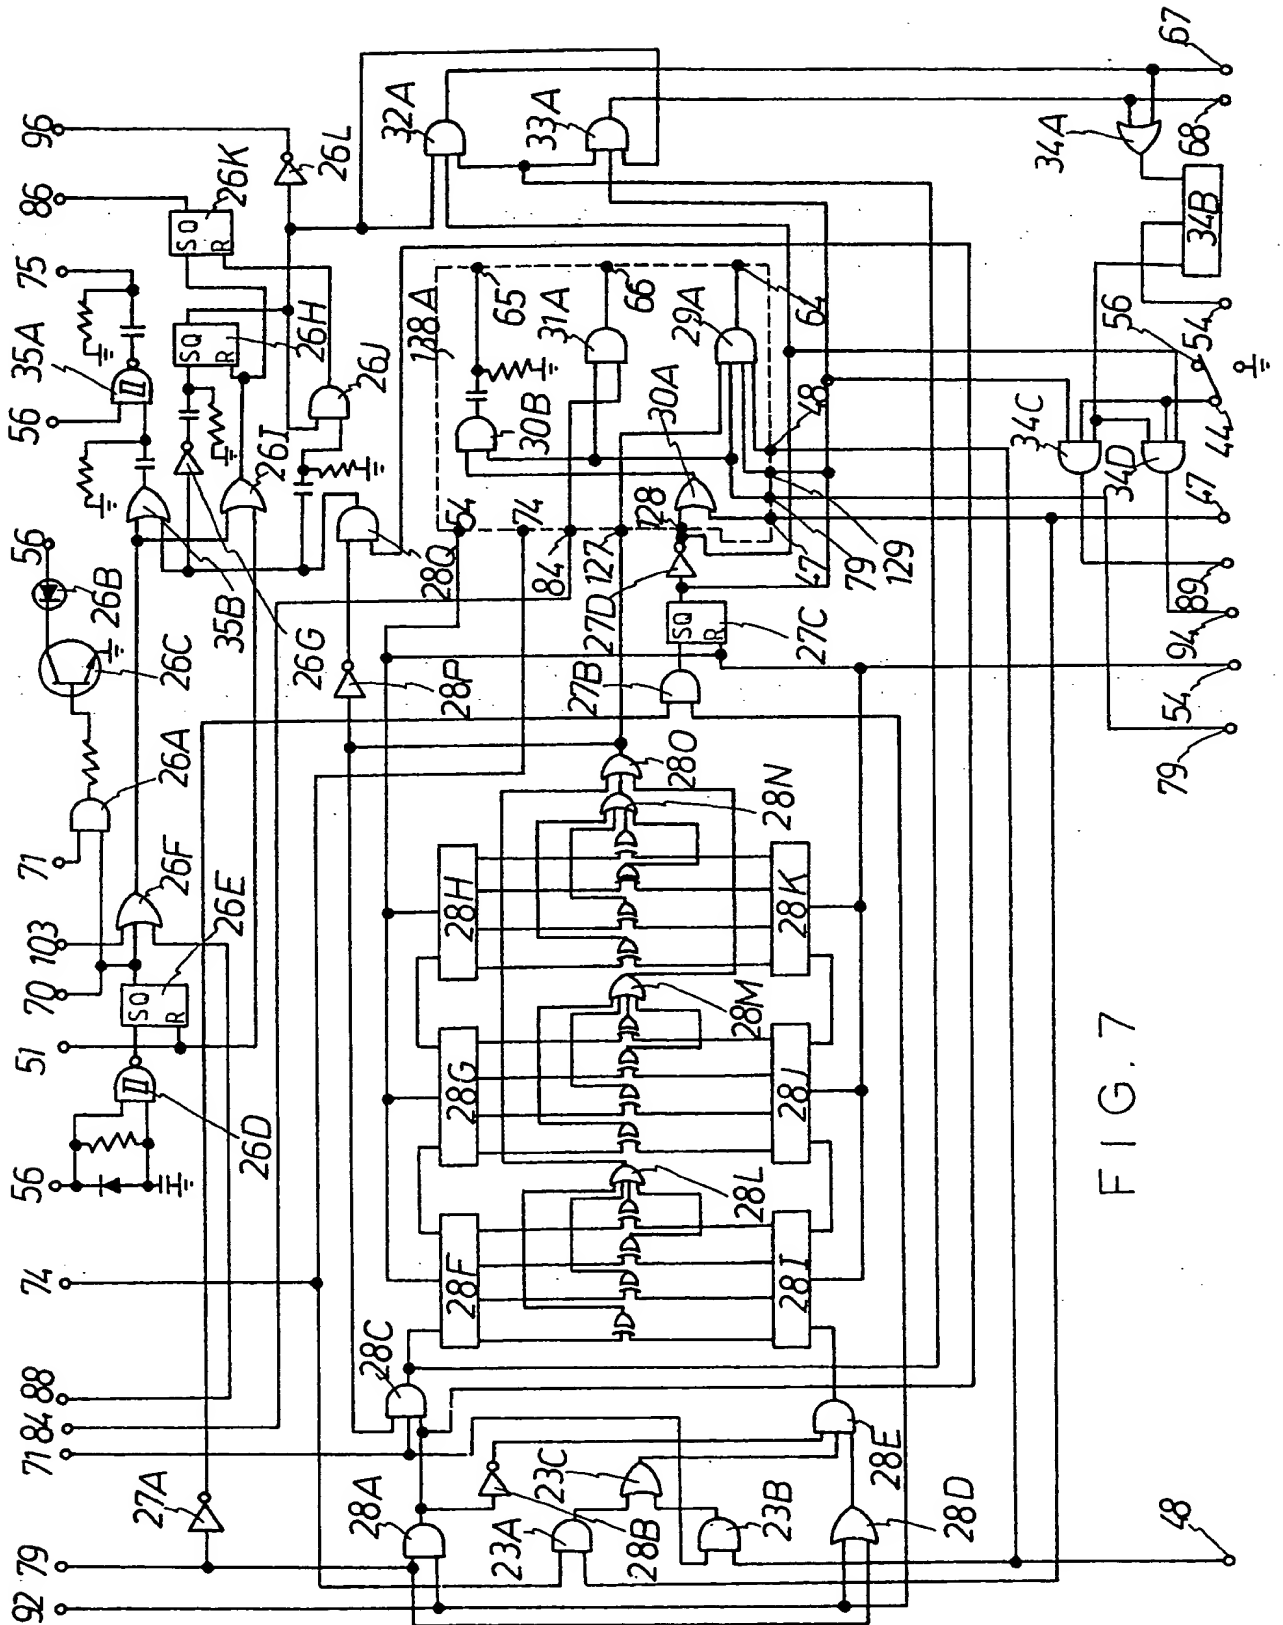 92
79
71
84
88
74
56
51
70
103
71
56
56
75
86
96
27A
26D
26E
26F
26A
26C
26B
35B
26G
35A
26H
26I
26J
26K
26L
S Q
R
S Q
R
S Q
R
28A
28C
28B
23A
23C
23B
28E
28D
28F
28G
28H
28L
28M
28N
28O
28I
28J
28K
28P
28Q
27B
27C
27D
S Q
R
54
74
84
127
128
138A
30B
65
31A
66
29A
64
30A
48
47
79
129
32A
33A
34A
34B
34C
34D
67
68
54
56
44
47
89
94
54
79
48
FIG. 7